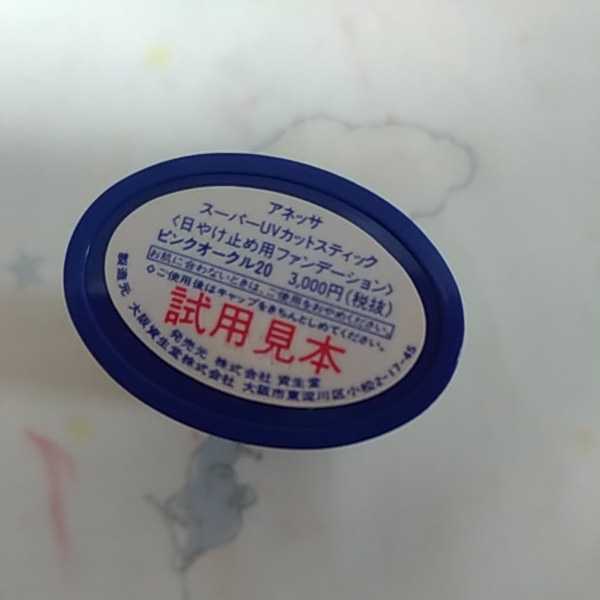 アネッサ
スーパーUVカットスティック
〈日やけ止め用ファンデーション〉
ピンクオークル20 3,000円(税抜)
お肌に合わないときは、ご使用をおやめください。
◇ご使用後はキャップをきちんとしめてください。
試用見本
発売元 株式会社 資生堂
製造元 大阪資生堂株式会社 大阪市東淀川区小松2-17-45